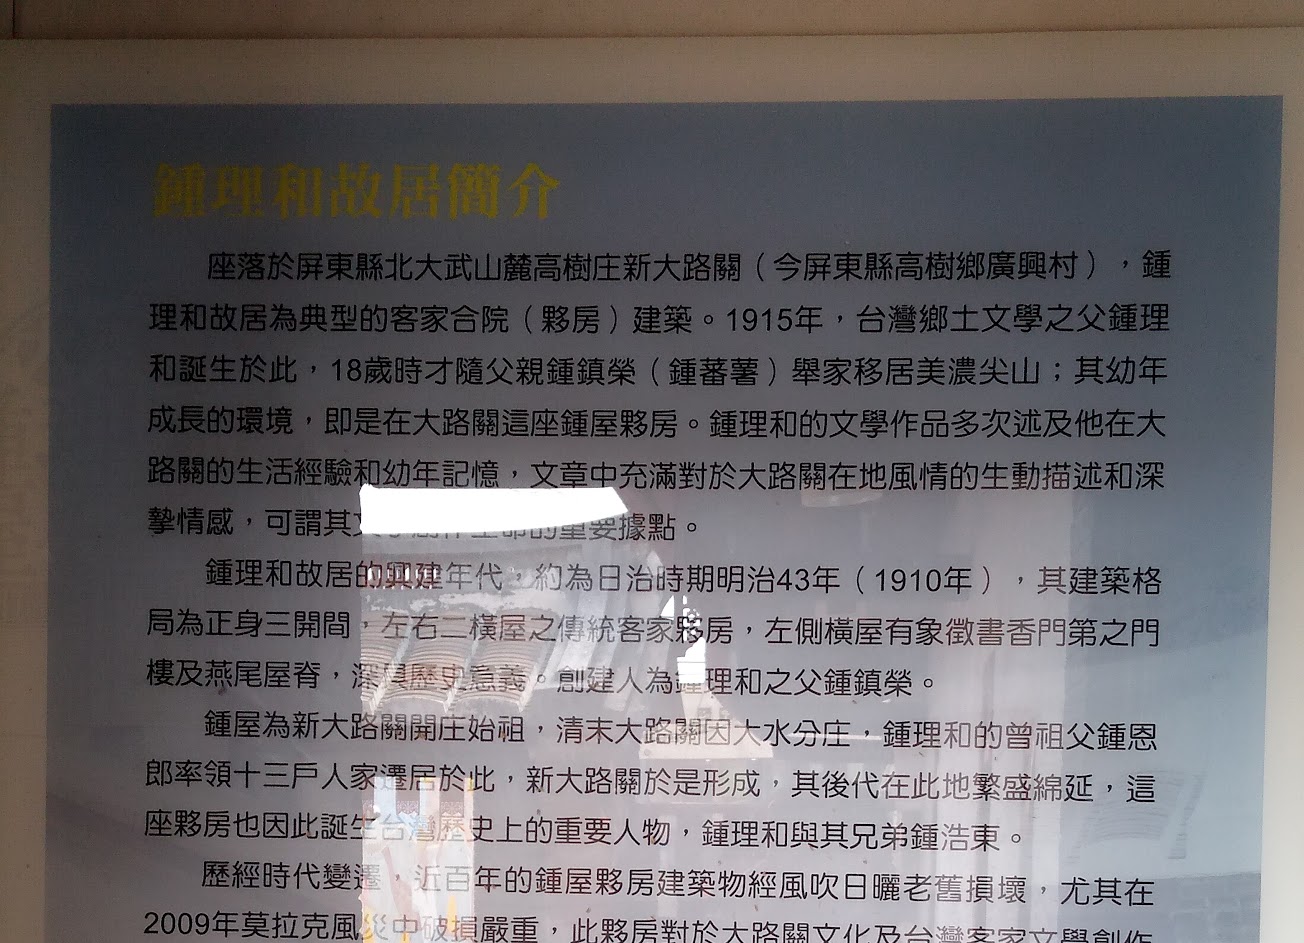 鍾理和故居簡介
座落於屏東縣北大武山麓高樹庄新大路關（今屏東縣高樹鄉廣興村），鍾
理和故居為典型的客家合院（夥房）建築。1915年，台灣鄉土文學之父鍾理
和誕生於此，18歲時才隨父親鍾鎮榮（鍾蕃薯）舉家移居美濃尖山；其幼年
成長的環境，即是在大路關這座鍾屋夥房。鍾理和的文學作品多次述及他在大
路關的生活經驗和幼年記憶，文章中充滿對於大路關在地風情的生動描述和深
摯情感，可謂其文學創作生命的重要據點。
鍾理和故居的興建年代，約為日治時期明治43年（1910年），其建築格
局為正身三開間，左右二橫屋之傳統客家夥房，左側橫屋有象徵書香門第之門
樓及燕尾屋脊，深具歷史意義。創建人為鍾理和之父鍾鎮榮。
鍾屋為新大路關開庄始祖，清末大路關因大水分庄，鍾理和的曾祖父鍾恩
郎率領十三戶人家遷居於此，新大路關於是形成，其後代在此地繁盛綿延，這
座夥房也因此誕生台灣歷史上的重要人物，鍾理和與其兄弟鍾浩東。
歷經時代變遷，近百年的鍾屋夥房建築物經風吹日曬老舊損壞，尤其在
2009年莫拉克風災中破損嚴重，此夥房對於大路關文化及台灣客家文學創作